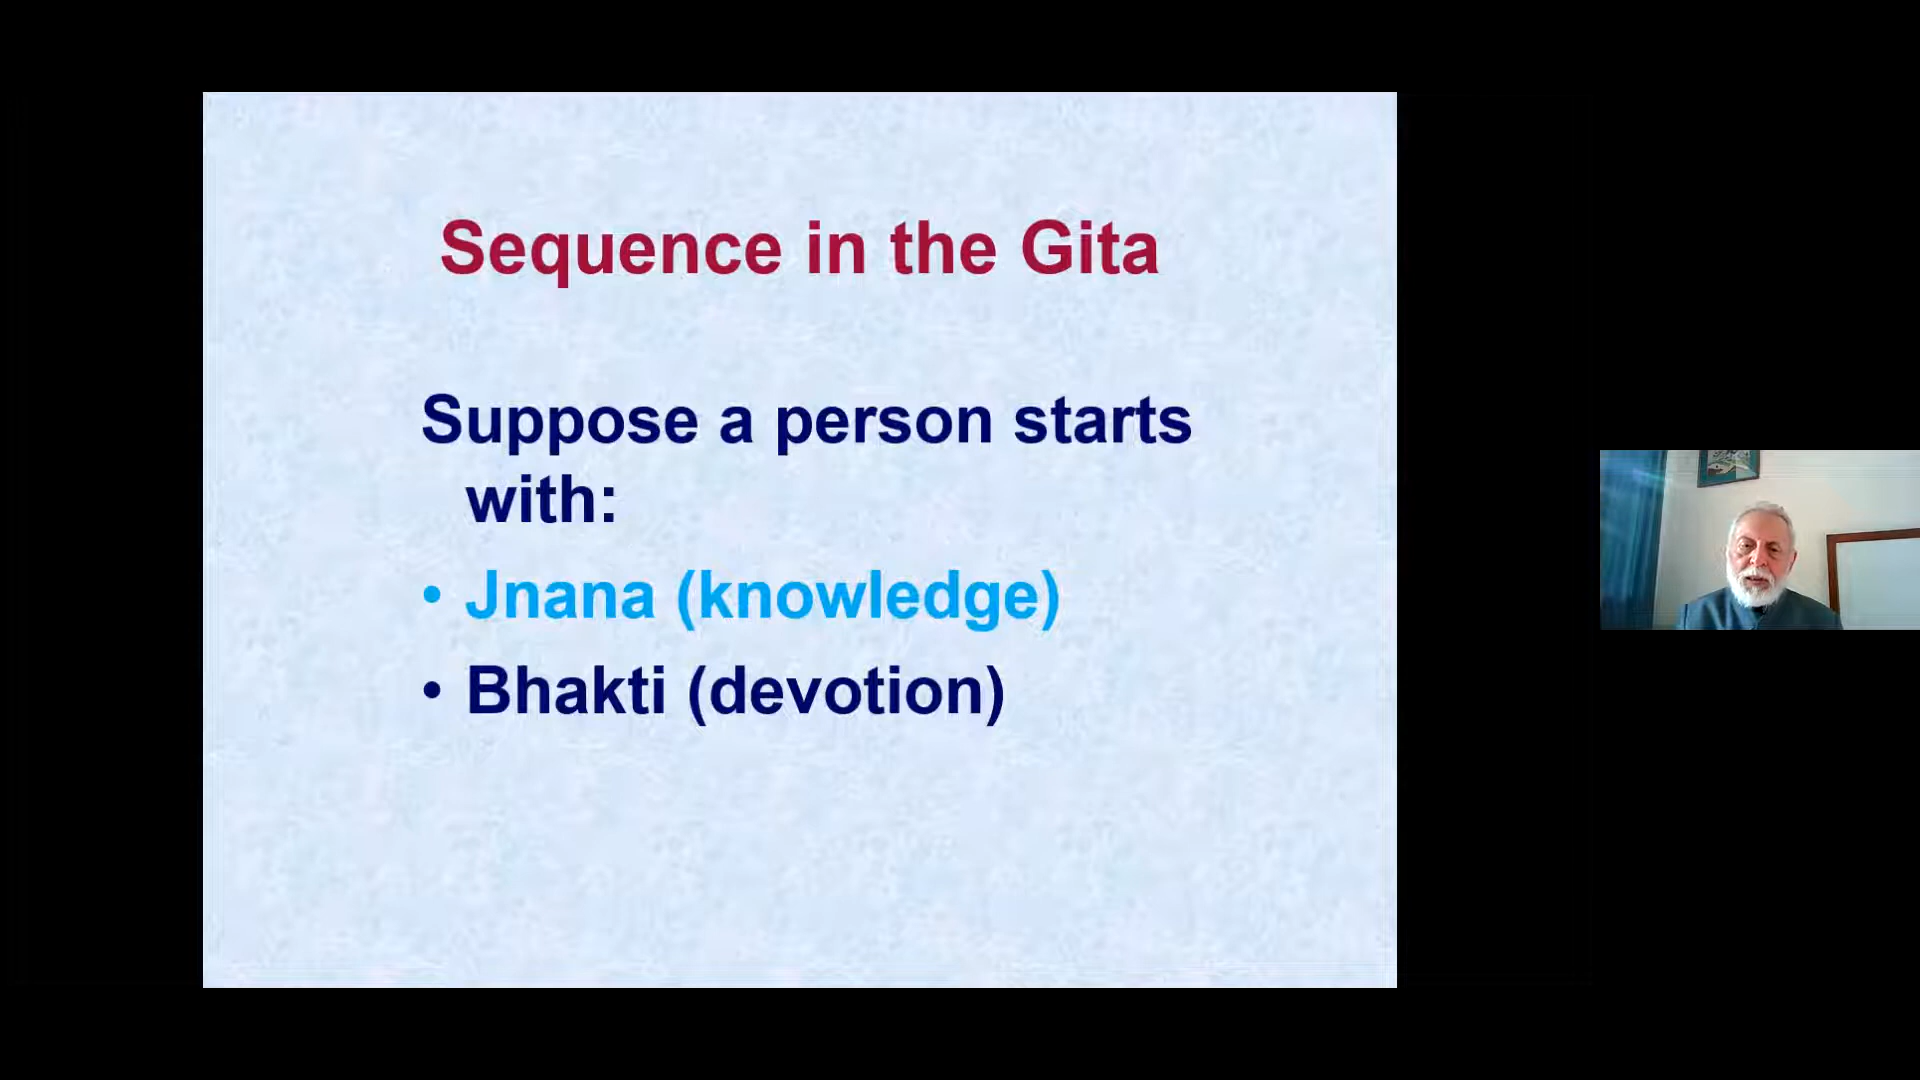 Sequence in the Gita
Suppose a person starts
with:
• Jnana (knowledge)
• Bhakti (devotion)